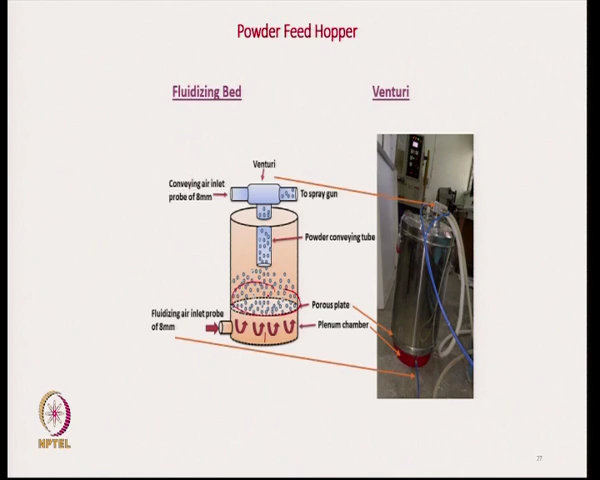 Powder Feed Hopper
Fluidizing Bed
Venturi
Venturi
Conveying air inlet
probe of 8mm
To spray gun
Powder conveying tube
Porous plate
Fluidizing air inlet probe
of 8mm
Plenum chamber
NPTEL
77